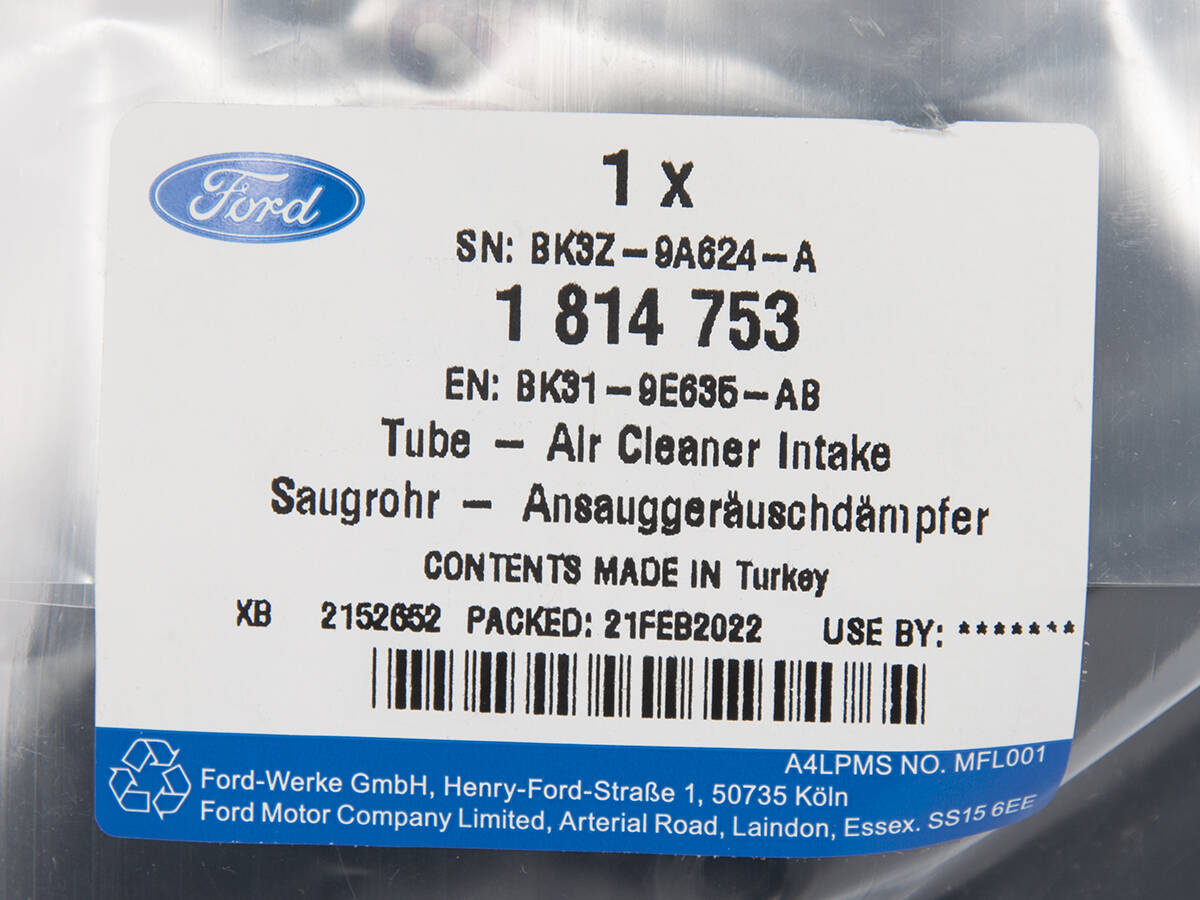 Ford
1 x
SN: BK3Z-9A624-A
1 814 753
EN: BK31-9E635-AB
Tube - Air Cleaner Intake
Saugrohr - Ansauggeräuschdämpfer
CONTENTS MADE IN Turkey
XB 2152652 PACKED: 21FEB2022 USE BY: *******
A4LPMS NO. MFL001
Ford-Werke GmbH, Henry-Ford-Straße 1, 50735 Köln
Ford Motor Company Limited, Arterial Road, Laindon, Essex. SS15 6EE